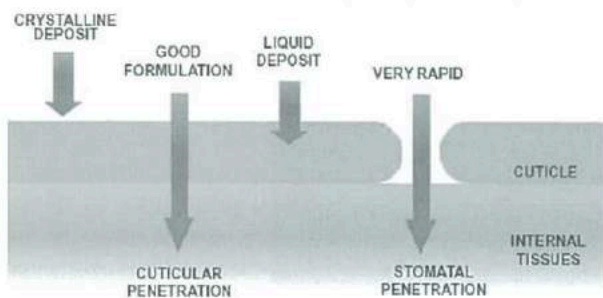 CRYSTALLINE
DEPOSIT
GOOD
FORMULATION
LIQUID
DEPOSIT
VERY RAPID
CUTICLE
INTERNAL
TISSUES
CUTICULAR
PENETRATION
STOMATAL
PENETRATION